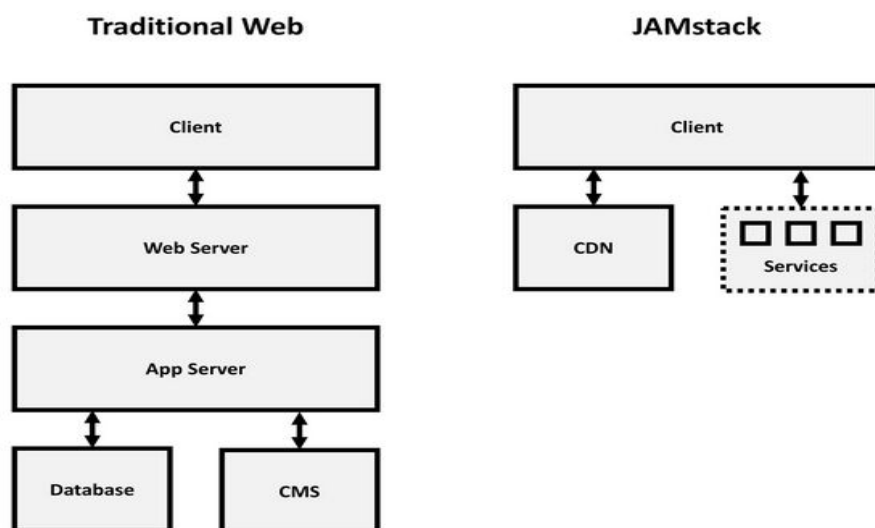 Traditional Web
JAMstack
Client
Client
Web Server
CDN
Services
App Server
Database
CMS